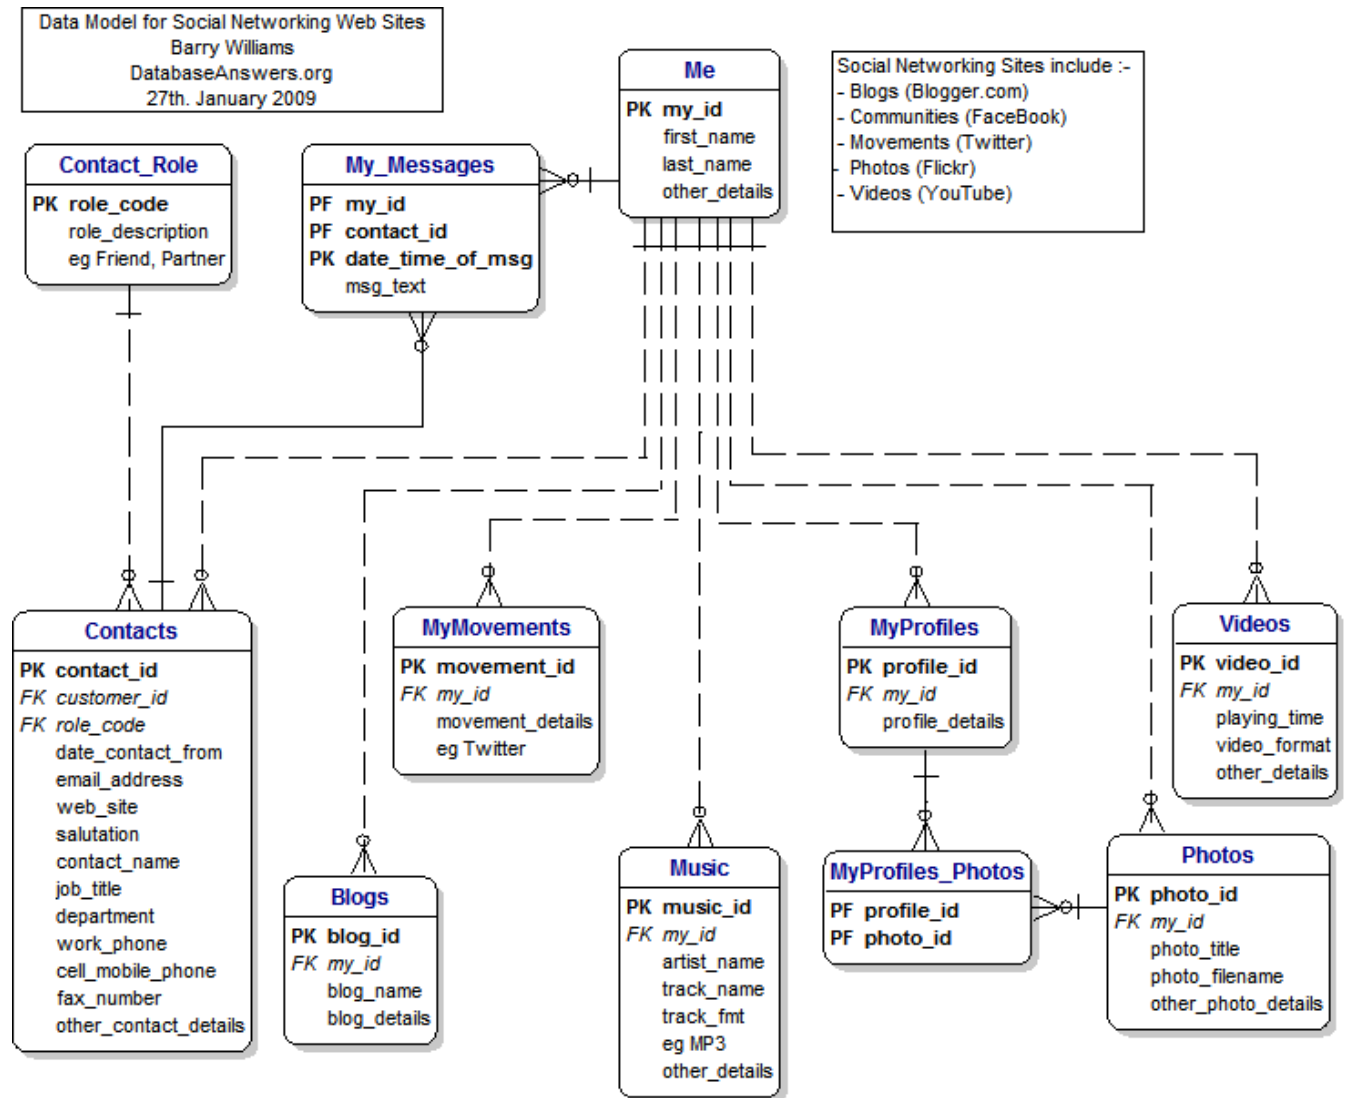 Data Model for Social Networking Web Sites
Barry Williams
DatabaseAnswers.org
27th. January 2009
Me
PK my_id
first_name
last_name
other_details
Social Networking Sites include :-
- Blogs (Blogger.com)
- Communities (FaceBook)
- Movements (Twitter)
- Photos (Flickr)
- Videos (YouTube)
Contact_Role
PK role_code
role_description
eg Friend, Partner
My_Messages
PF my_id
PF contact_id
PK date_time_of_msg
msg_text
Contacts
PK contact_id
FK customer_id
FK role_code
date_contact_from
email_address
web_site
salutation
contact_name
job_title
department
work_phone
cell_mobile_phone
fax_number
other_contact_details
MyMovements
PK movement_id
FK my_id
movement_details
eg Twitter
MyProfiles
PK profile_id
FK my_id
profile_details
Videos
PK video_id
FK my_id
playing_time
video_format
other_details
Blogs
PK blog_id
FK my_id
blog_name
blog_details
Music
PK music_id
FK my_id
artist_name
track_name
track_fmt
eg MP3
other_details
MyProfiles_Photos
PF profile_id
PF photo_id
Photos
PK photo_id
FK my_id
photo_title
photo_filename
other_photo_details